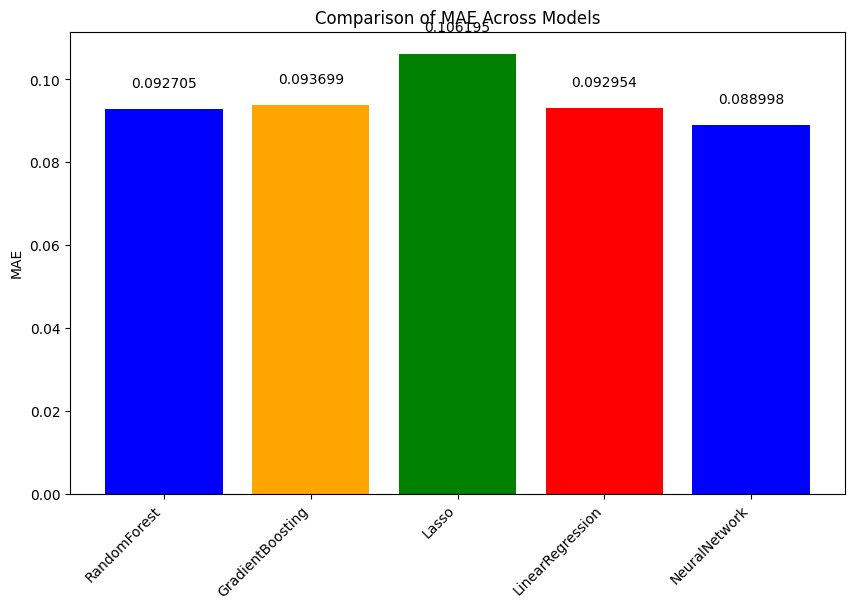 Comparison of MAE Across Models
0.106195
0.092705
0.093699
0.092954
0.088998
MAE
0.10
0.08
0.06
0.04
0.02
0.00
RandomForest
GradientBoosting
Lasso
LinearRegression
NeuralNetwork